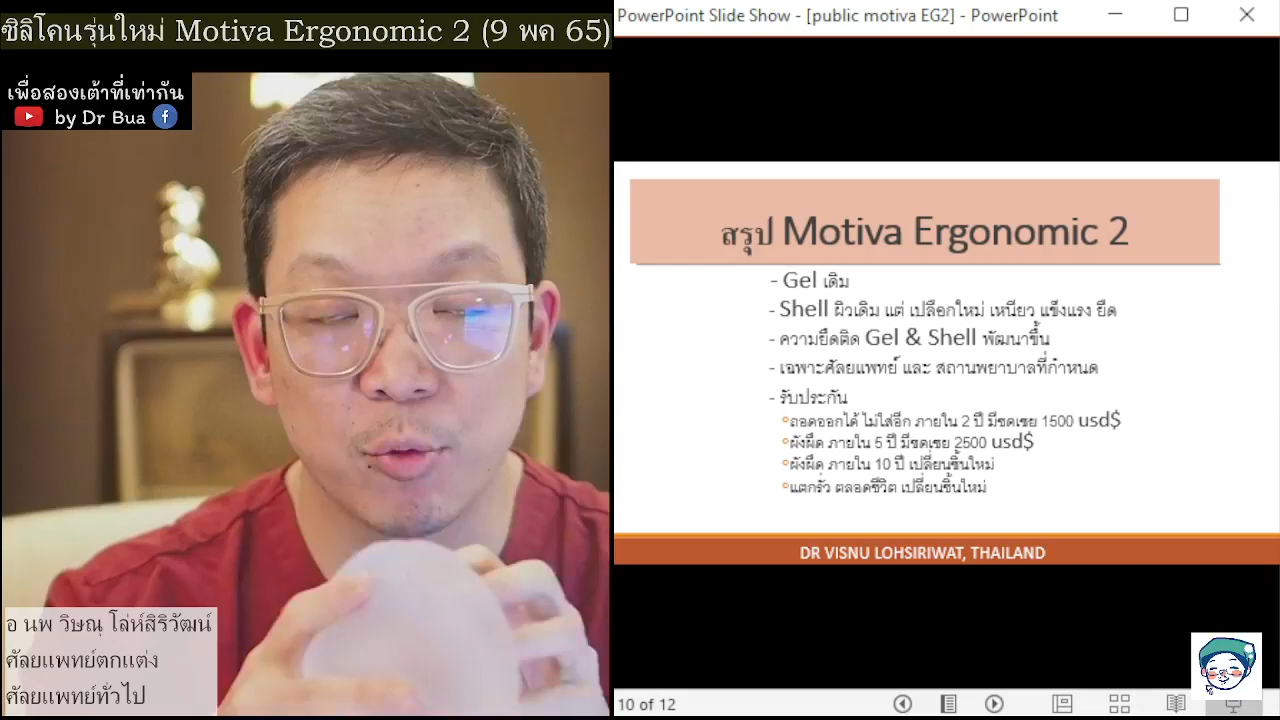 ซิลิโคนรุ่นใหม่ Motiva Ergonomic 2 (9 พค 65)
เพื่อสองเต้าที่เท่ากัน
by Dr Bua
อ นพ วิษณุ โล่ห์สิริวัฒน์
ศัลยแพทย์ตกแต่ง
ศัลยแพทย์ทั่วไป
PowerPoint Slide Show - [public motiva EG2] - PowerPoint
สรุป Motiva Ergonomic 2
- Gel เดิม
- Shell ผิวเดิม แต่ เปลือกใหม่ เหนียว แข็งแรง ยืด
- ความยืดติด Gel & Shell พัฒนาขึ้น
- เฉพาะศัลยแพทย์ และ สถานพยาบาลที่กำหนด
- รับประกัน
ถอดออกได้ ไม่ใส่อีก ภายใน 2 ปี มีชดเชย 1500 usd$
ผังผืด ภายใน 5 ปี มีชดเชย 2500 usd$
ผังผืด ภายใน 10 ปี เปลี่ยนชิ้นใหม่
แตกรั่ว ตลอดชีวิต เปลี่ยนชิ้นใหม่
DR VISNU LOHSIRIWAT, THAILAND
10 of 12